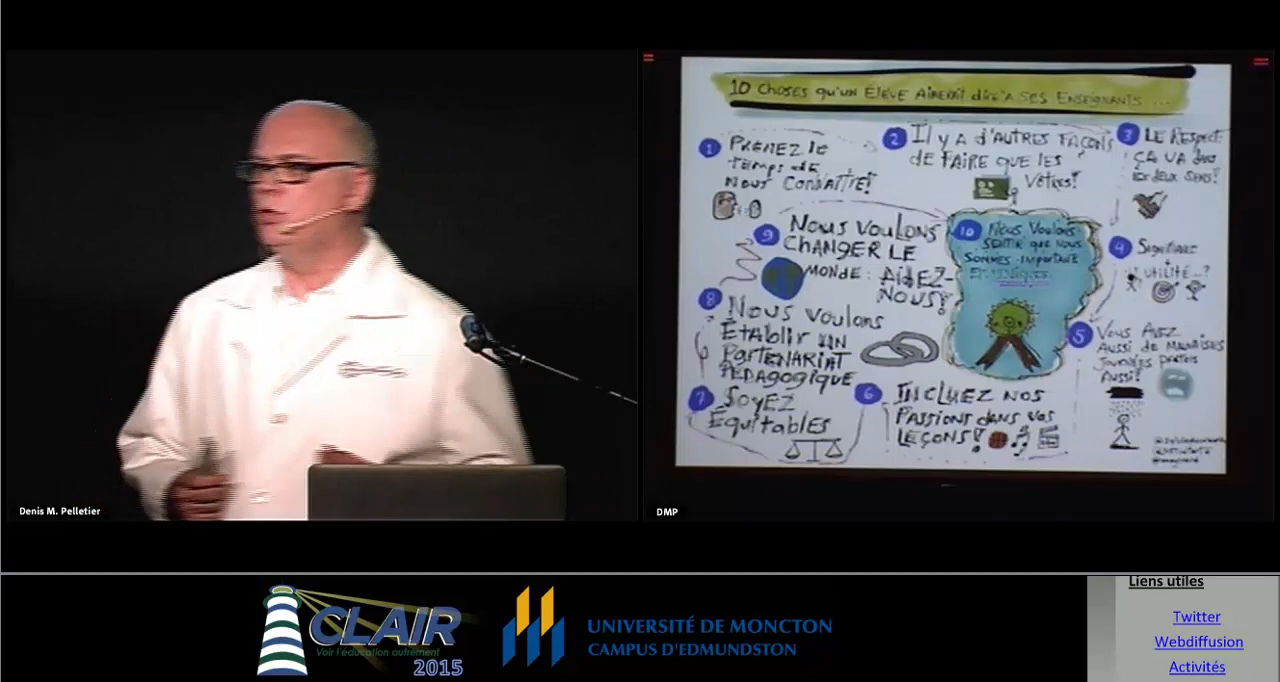 10 CHOSES qu'un ÉLÈVE AiMERAit diRE À SES ENSEiGNANTS ...
1 PRENEZ le
temps de
Nous CONNAÎTRE!
2 Il y A d'AUTRES FAÇONS
dE FAIRE QUE lES
VÔTRES!
3 LE RESPECT:
ÇA VA dans
les deux SENS!
4 Signifiance
+
UTILITÉ...?
5 Vous AVEZ
Aussi de MAUVAISES
JOURNÉES parfois
Aussi!
6 INCLUEZ NOS
PASSIONS dans vos
LEÇONS!
7 SOYEZ
Équitables
8 Nous voulons
Établir UN
PARTENARIAT
PÉDAGOGIQUE
9 Nous VOULONS
CHANGER LE
MONDE : AIDEZ-
NOUS!
10 Nous Voulons
SENTIR que NOUS
SOMMES IMPORTANTS
ET UNIQUES.
Denis M. Pelletier
DMP
CLAIR
Voir l'éducation autrement
2015
UNIVERSITÉ DE MONCTON
CAMPUS D'EDMUNDSTON
Liens utiles
Twitter
Webdiffusion
Activités